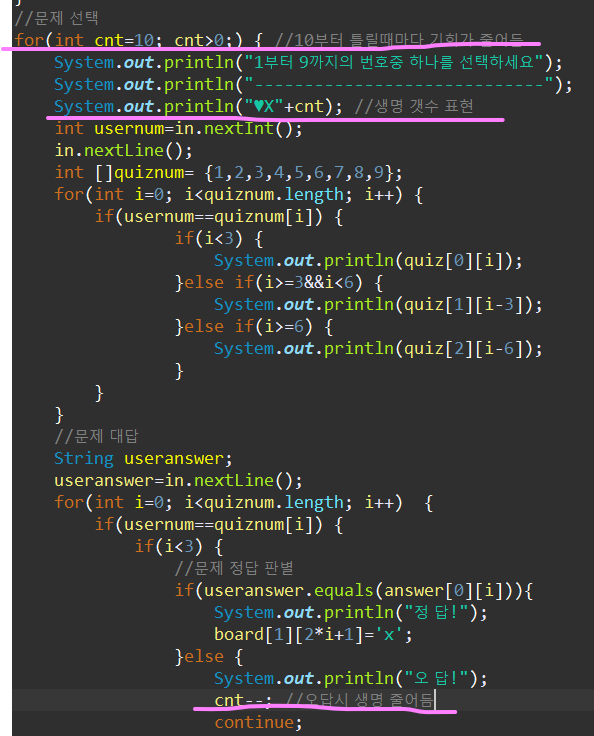 }
//문제 선택
for(int cnt=10; cnt>0;) { //10부터 틀릴때마다 기회가 줄어듬
System.out.println("1부터 9까지의 번호중 하나를 선택하세요");
System.out.println("-----------------------------");
System.out.println("♥X"+cnt); //생명 갯수 표현
int usernum=in.nextInt();
in.nextLine();
int []quiznum= {1,2,3,4,5,6,7,8,9};
for(int i=0; i<quiznum.length; i++) {
if(usernum==quiznum[i]) {
if(i<3) {
System.out.println(quiz[0][i]);
}else if(i>=3&&i<6) {
System.out.println(quiz[1][i-3]);
}else if(i>=6) {
System.out.println(quiz[2][i-6]);
}
}
}
//문제 대답
String useranswer;
useranswer=in.nextLine();
for(int i=0; i<quiznum.length; i++)  {
if(usernum==quiznum[i]) {
if(i<3) {
//문제 정답 판별
if(useranswer.equals(answer[0][i])){
System.out.println("정 답!");
board[1][2*i+1]='x';
}else {
System.out.println("오 답!");
cnt--; //오답시 생명 줄어듬
continue;